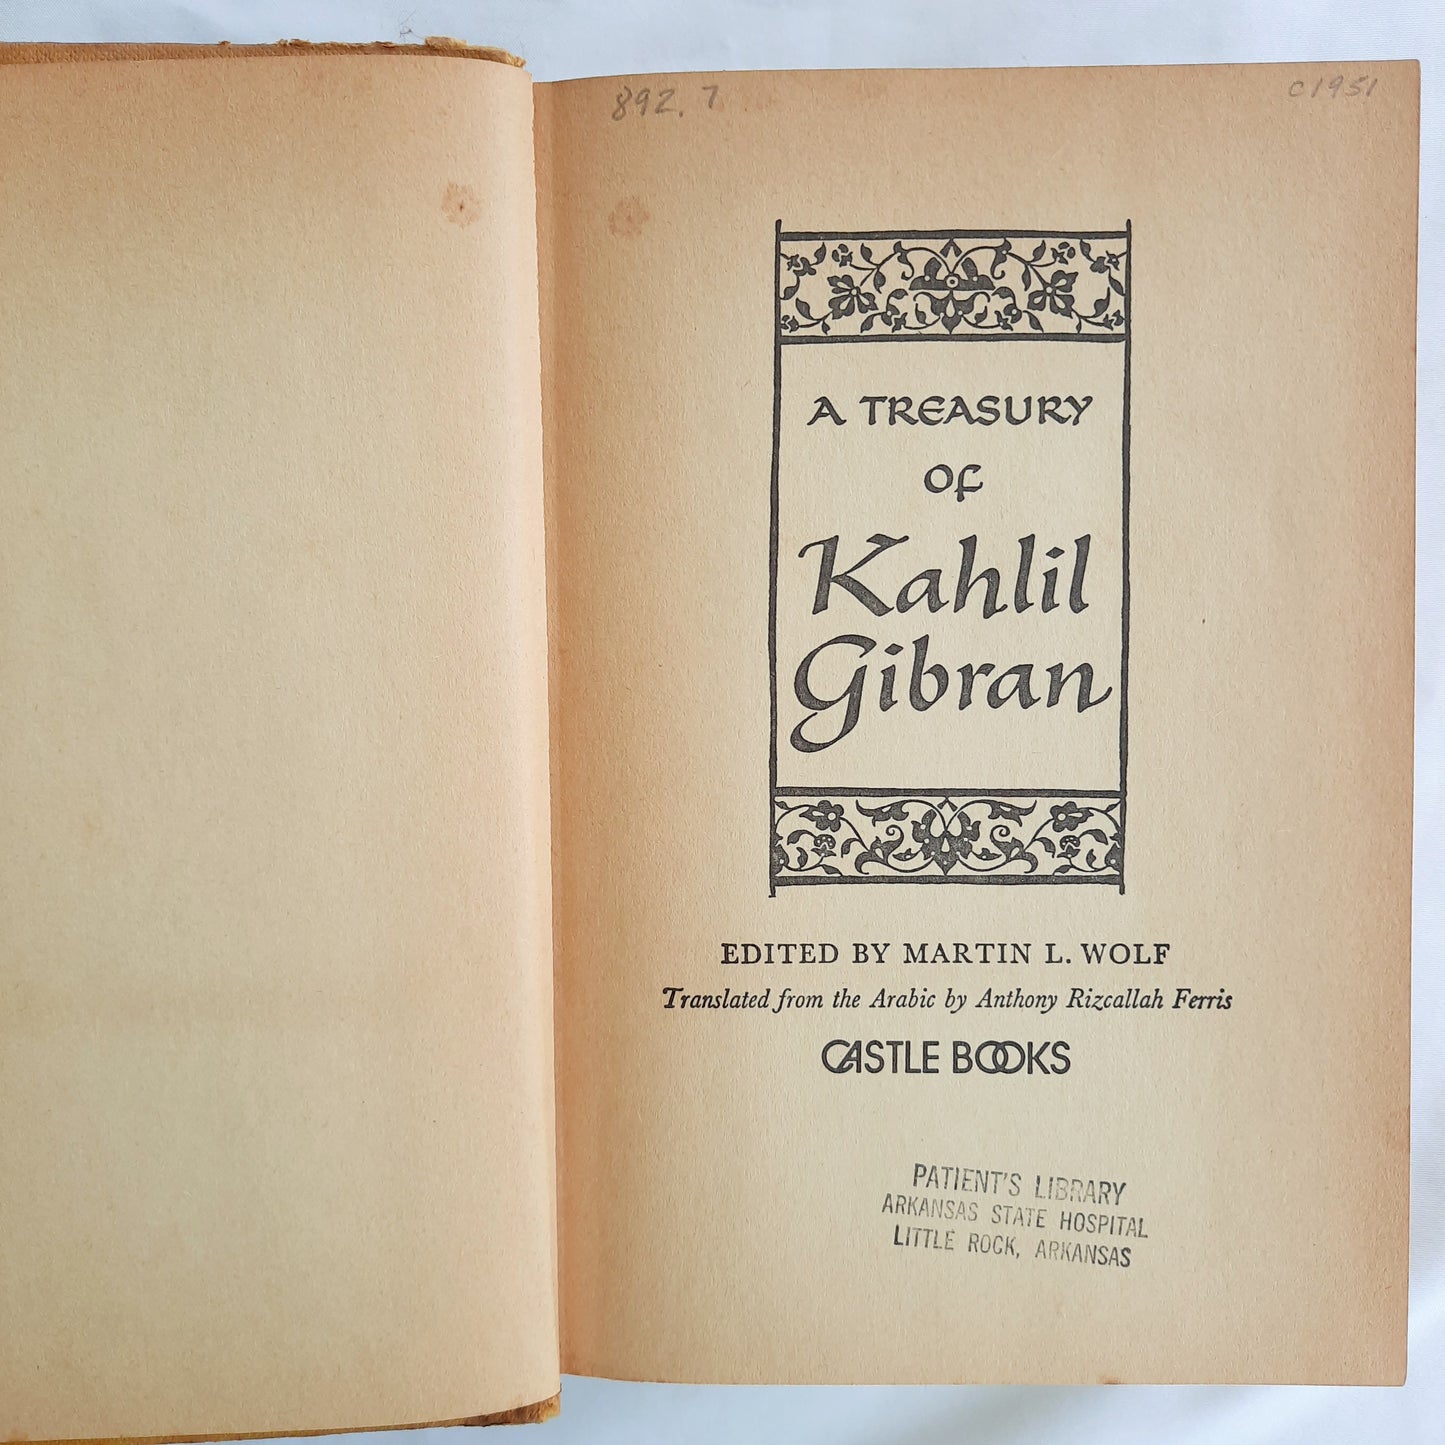 892.7
c1951
A TREASURY
OF
Kahlil
Gibran
EDITED BY MARTIN L. WOLF
Translated from the Arabic by Anthony Rizcallah Ferris
CASTLE BOOKS
PATIENT'S LIBRARY
ARKANSAS STATE HOSPITAL
LITTLE ROCK, ARKANSAS